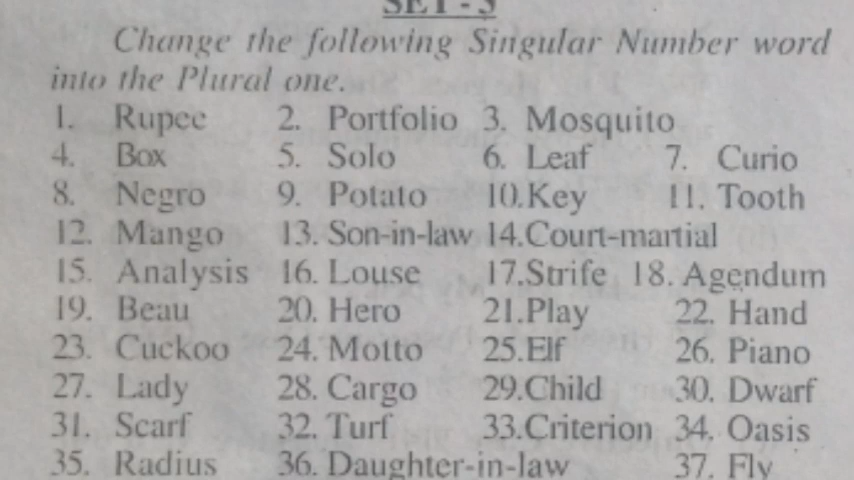 SET - 5
Change the following Singular Number word
into the Plural one.
1. Rupee 2. Portfolio 3. Mosquito
4. Box 5. Solo 6. Leaf 7. Curio
8. Negro 9. Potato 10.Key 11. Tooth
12. Mango 13. Son-in-law 14.Court-martial
15. Analysis 16. Louse 17.Strife 18. Agendum
19. Beau 20. Hero 21.Play 22. Hand
23. Cuckoo 24. Motto 25.Elf 26. Piano
27. Lady 28. Cargo 29.Child 30. Dwarf
31. Scarf 32. Turf 33.Criterion 34. Oasis
35. Radius 36. Daughter-in-law 37. Fly